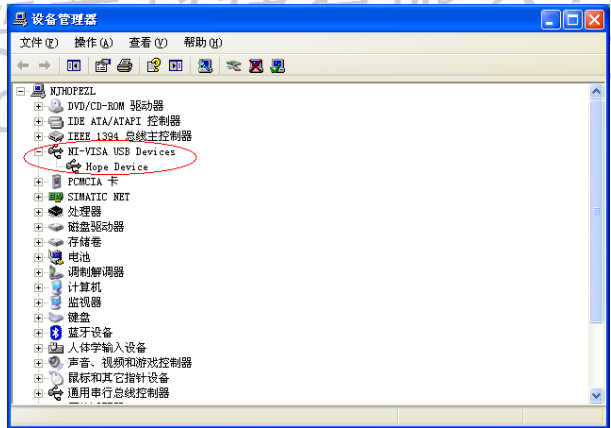 设备管理器
文件(F) 操作(A) 查看(V) 帮助(H)
NJHOPEZL
DVD/CD-ROM 驱动器
IDE ATA/ATAPI 控制器
IEEE 1394 总线主控制器
NI-VISA USB Devices
Hope Device
PCMCIA 卡
SIMATIC NET
处理器
磁盘驱动器
存储卷
电池
调制解调器
计算机
监视器
键盘
蓝牙设备
人体学输入设备
声音、视频和游戏控制器
鼠标和其它指针设备
通用串行总线控制器